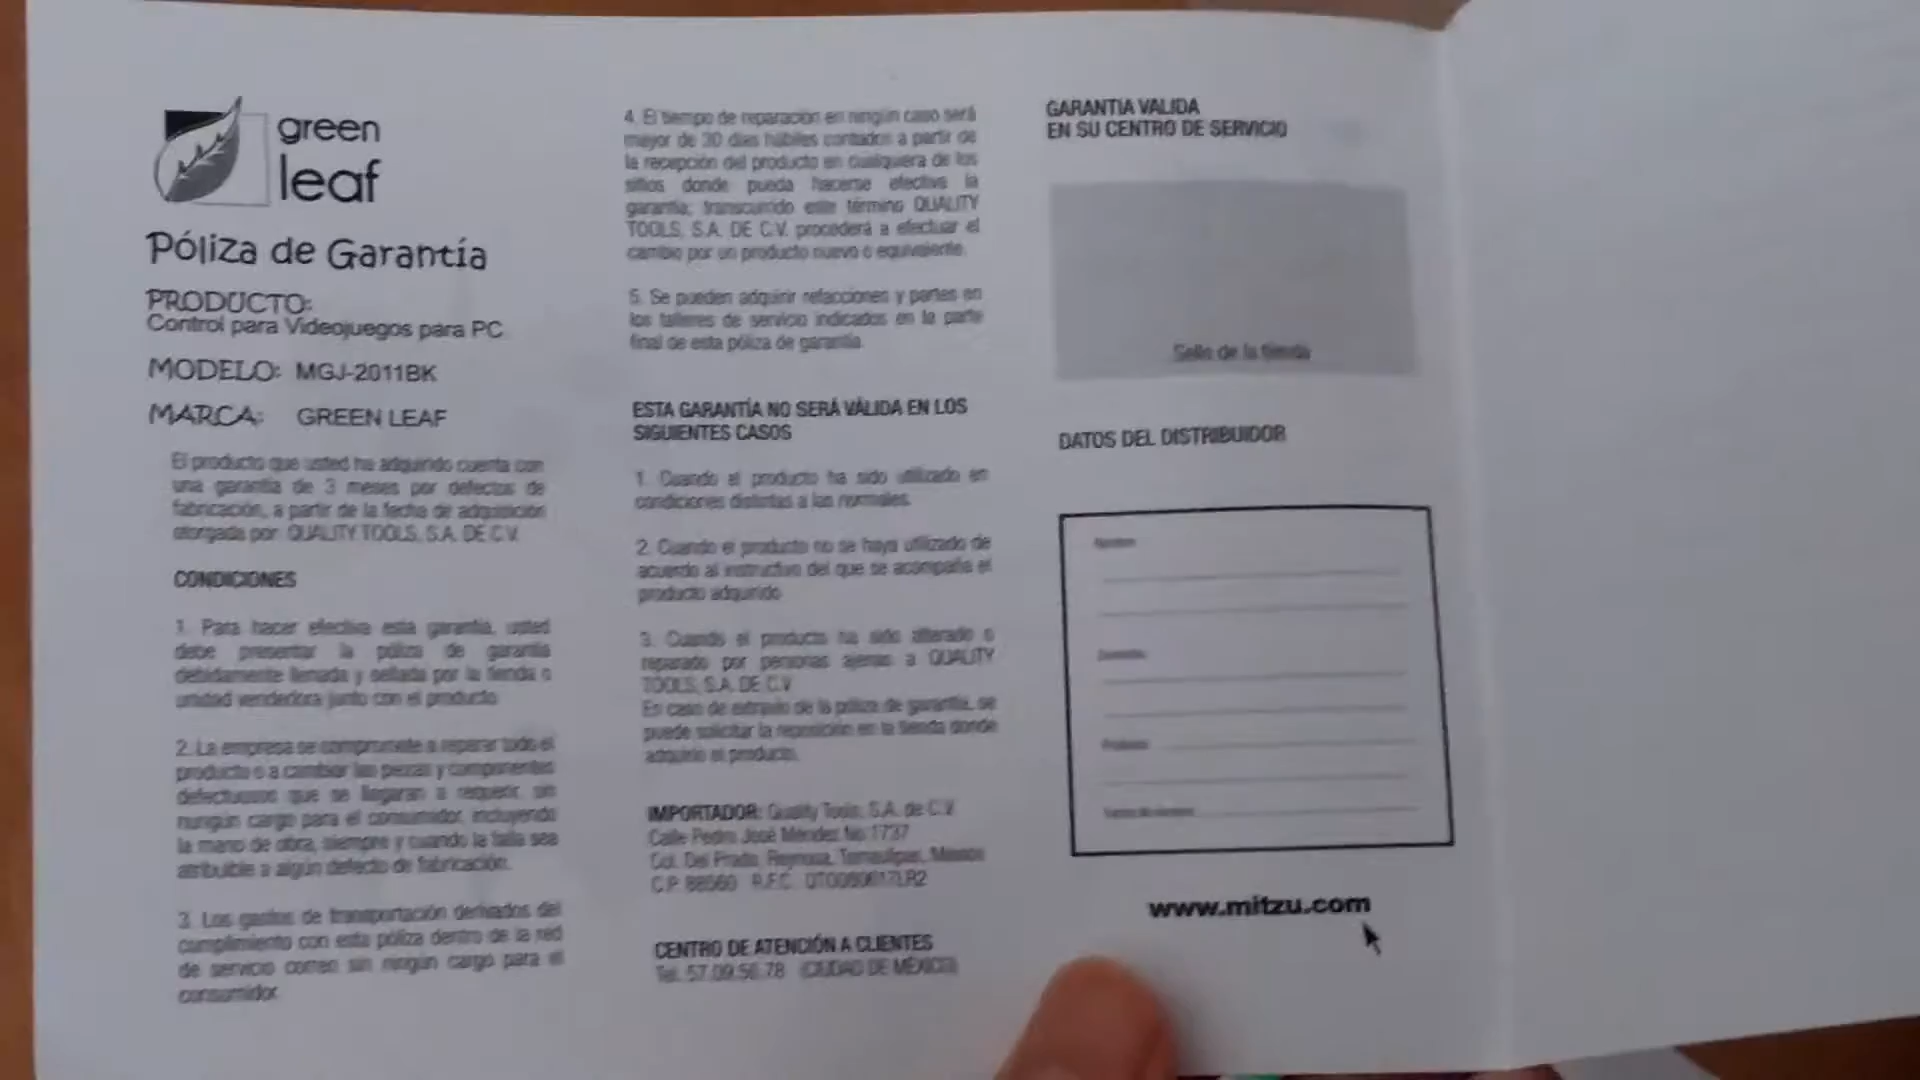 green
leaf
Póliza de Garantía
PRODUCTO:
Control para Videojuegos para PC
MODELO: MGJ-2011BK
MARCA: GREEN LEAF
El producto que usted ha adquirido cuenta con
una garantía de 3 meses por defectos de
fabricación, a partir de la fecha de adquisición
otorgada por QUALITY TOOLS, S.A. DE C.V.
CONDICIONES
1. Para hacer efectiva esta garantía, usted
debe presentar la póliza de garantía
debidamente llenada y sellada por la tienda o
unidad vendedora junto con el producto
2. La empresa se compromete a reparar todo el
producto o a cambiar las piezas y componentes
defectuosos que se llegaran a requerir, sin
ningún cargo para el consumidor, incluyendo
la mano de obra, siempre y cuando la falla sea
atribuible a algún defecto de fabricación.
3. Los gastos de transportación derivados del
cumplimiento con esta póliza dentro de la red
de servicio corren sin ningún cargo para el
consumidor.
4. El tiempo de reparación en ningún caso será
mayor de 30 días hábiles contados a partir de
la recepción del producto en cualquiera de los
sitios donde pueda hacerse efectiva la
garantía; transcurrido este término QUALITY
TOOLS, S.A. DE C.V. procederá a efectuar el
cambio por un producto nuevo o equivalente.
5. Se pueden adquirir refacciones y partes en
los talleres de servicio indicados en la parte
final de esta póliza de garantía.
ESTA GARANTÍA NO SERÁ VÁLIDA EN LOS
SIGUIENTES CASOS
1. Cuando el producto ha sido utilizado en
condiciones distintas a las normales.
2. Cuando el producto no se haya utilizado de
acuerdo al instructivo del que se acompaña el
producto adquirido
3. Cuando el producto ha sido alterado o
reparado por personas ajenas a QUALITY
TOOLS, S.A. DE C.V.
En caso de extravío de la póliza de garantía, se
puede solicitar la reposición en la tienda donde
adquirió el producto.
IMPORTADOR: Quality Tools, S.A. de C.V.
Calle Pedro José Méndez No 1737
Col. Del Prado, Reynosa, Tamaulipas, México
C.P. 88560 R.F.C.
CENTRO DE ATENCIÓN A CLIENTES
Tel. 57.09.56.78 (CIUDAD DE MÉXICO)
GARANTIA VALIDA
EN SU CENTRO DE SERVICIO
Sello de la tienda
DATOS DEL DISTRIBUIDOR
www.mitzu.com